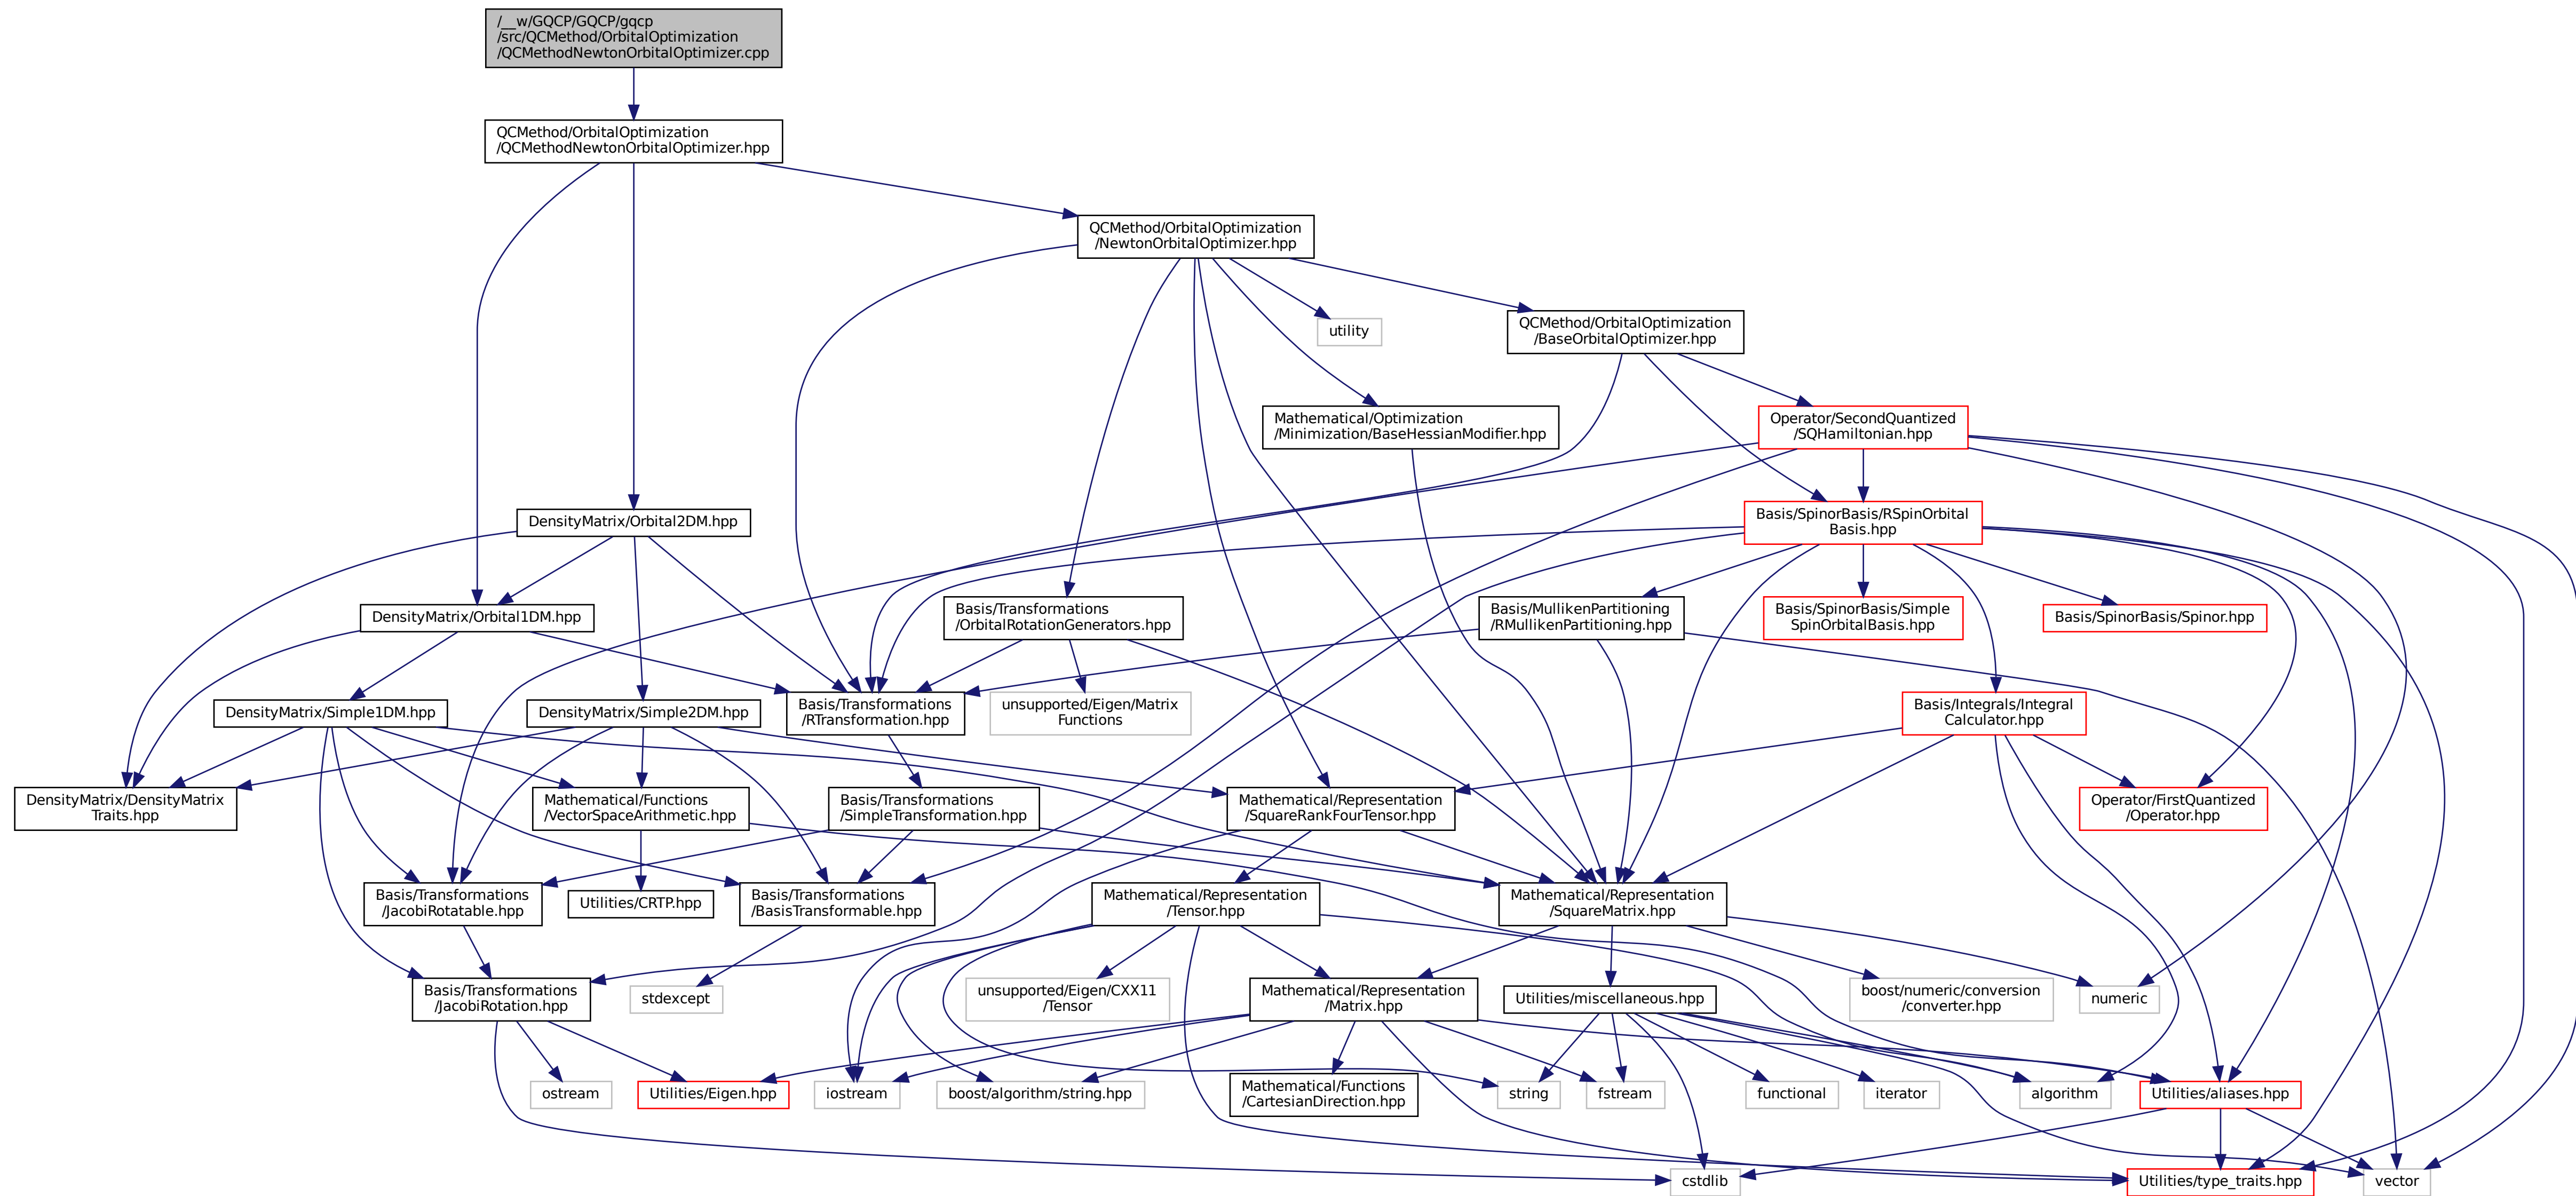 /__w/GQCP/GQCP/gqcp
/src/QCMethod/OrbitalOptimization
/QCMethodNewtonOrbitalOptimizer.cpp
QCMethod/OrbitalOptimization
/QCMethodNewtonOrbitalOptimizer.hpp
QCMethod/OrbitalOptimization
/NewtonOrbitalOptimizer.hpp
utility
QCMethod/OrbitalOptimization
/BaseOrbitalOptimizer.hpp
Mathematical/Optimization
/Minimization/BaseHessianModifier.hpp
Operator/SecondQuantized
/SQHamiltonian.hpp
DensityMatrix/Orbital2DM.hpp
Basis/SpinorBasis/RSpinOrbital
Basis.hpp
DensityMatrix/Orbital1DM.hpp
Basis/Transformations
/OrbitalRotationGenerators.hpp
Basis/MullikenPartitioning
/RMullikenPartitioning.hpp
Basis/SpinorBasis/Simple
SpinOrbitalBasis.hpp
Basis/SpinorBasis/Spinor.hpp
DensityMatrix/Simple1DM.hpp
DensityMatrix/Simple2DM.hpp
Basis/Transformations
/RTransformation.hpp
unsupported/Eigen/Matrix
Functions
Basis/Integrals/Integral
Calculator.hpp
DensityMatrix/DensityMatrix
Traits.hpp
Mathematical/Functions
/VectorSpaceArithmetic.hpp
Basis/Transformations
/SimpleTransformation.hpp
Mathematical/Representation
/SquareRankFourTensor.hpp
Operator/FirstQuantized
/Operator.hpp
Basis/Transformations
/JacobiRotatable.hpp
Utilities/CRTP.hpp
Basis/Transformations
/BasisTransformable.hpp
Mathematical/Representation
/Tensor.hpp
Mathematical/Representation
/SquareMatrix.hpp
Basis/Transformations
/JacobiRotation.hpp
stdexcept
unsupported/Eigen/CXX11
/Tensor
Mathematical/Representation
/Matrix.hpp
Utilities/miscellaneous.hpp
boost/numeric/conversion
/converter.hpp
numeric
ostream
Utilities/Eigen.hpp
iostream
boost/algorithm/string.hpp
Mathematical/Functions
/CartesianDirection.hpp
string
fstream
functional
iterator
algorithm
Utilities/aliases.hpp
cstdlib
Utilities/type_traits.hpp
vector